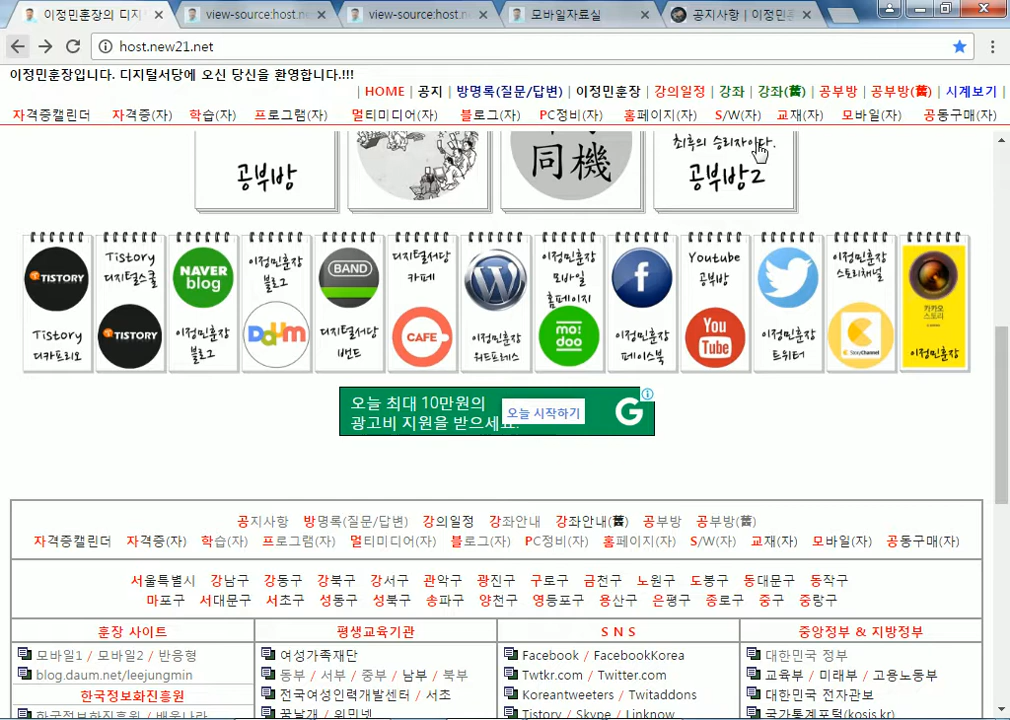 이정민훈장의 디지 view-source:host.n view-source:host.n 모바일자료실 공지사항 | 이정민훈
host.new21.net
이정민훈장입니다. 디지털서당에 오신 당신을 환영합니다.!!!
| HOME | 공지 | 방명록(질문/답변) | 이정민훈장 | 강의일정 | 강좌 | 강좌(舊) | 공부방 | 공부방(舊) | 시계보기 |
자격증캘린더 자격증(자) 학습(자) 프로그램(자) 멀티미디어(자) 블로그(자) PC정비(자) 홈페이지(자) S/W(자) 교재(자) 모바일(자) 공동구매(자)
최후의 승리자이다.
同機
공부방 공부방2
TISTORY
Tistory
디카프리오
Tistory
디지털스쿨
TISTORY
NAVER
blog
이정민훈장
블로그
이정민훈장
블로그
Daum
BAND
디지털서당
밴드
디지털서당
카페
CAFE
W
이정민훈장
워드프레스
이정민훈장
모바일
홈페이지
mo!
doo
f
이정민훈장
페이스북
Youtube
공부방
You
Tube
이정민훈장
트위터
이정민훈장
스토리채널
StoryChannel
카카오
스토리
이정민훈장
오늘 최대 10만원의
광고비 지원을 받으세요.
오늘 시작하기
G
공지사항 방명록(질문/답변) 강의일정 강좌안내 강좌안내(舊) 공부방 공부방(舊)
자격증캘린더 자격증(자) 학습(자) 프로그램(자) 멀티미디어(자) 블로그(자) PC정비(자) 홈페이지(자) S/W(자) 교재(자) 모바일(자) 공동구매(자)
서울특별시 강남구 강동구 강북구 강서구 관악구 광진구 구로구 금천구 노원구 도봉구 동대문구 동작구
마포구 서대문구 서초구 성동구 성북구 송파구 양천구 영등포구 용산구 은평구 종로구 중구 중랑구
훈장 사이트 평생교육기관 S N S 중앙정부 & 지방정부
모바일1 / 모바일2 / 반응형 여성가족재단 Facebook / FacebookKorea 대한민국 정부
blog.daum.net/leejungmin 동부 / 서부 / 중부 / 남부 / 북부 Twtkr.com / Twitter.com 교육부 / 미래부 / 고용노동부
한국정보화진흥원 전국여성인력개발센터 / 서초 Koreantweeters / Twitaddons 대한민국 전자관보
한국정보화진흥원 / 배움나라 꿈날개 / 위민넷 Tistory / Skype / Linknow 국가통계포털(kosis.kr)